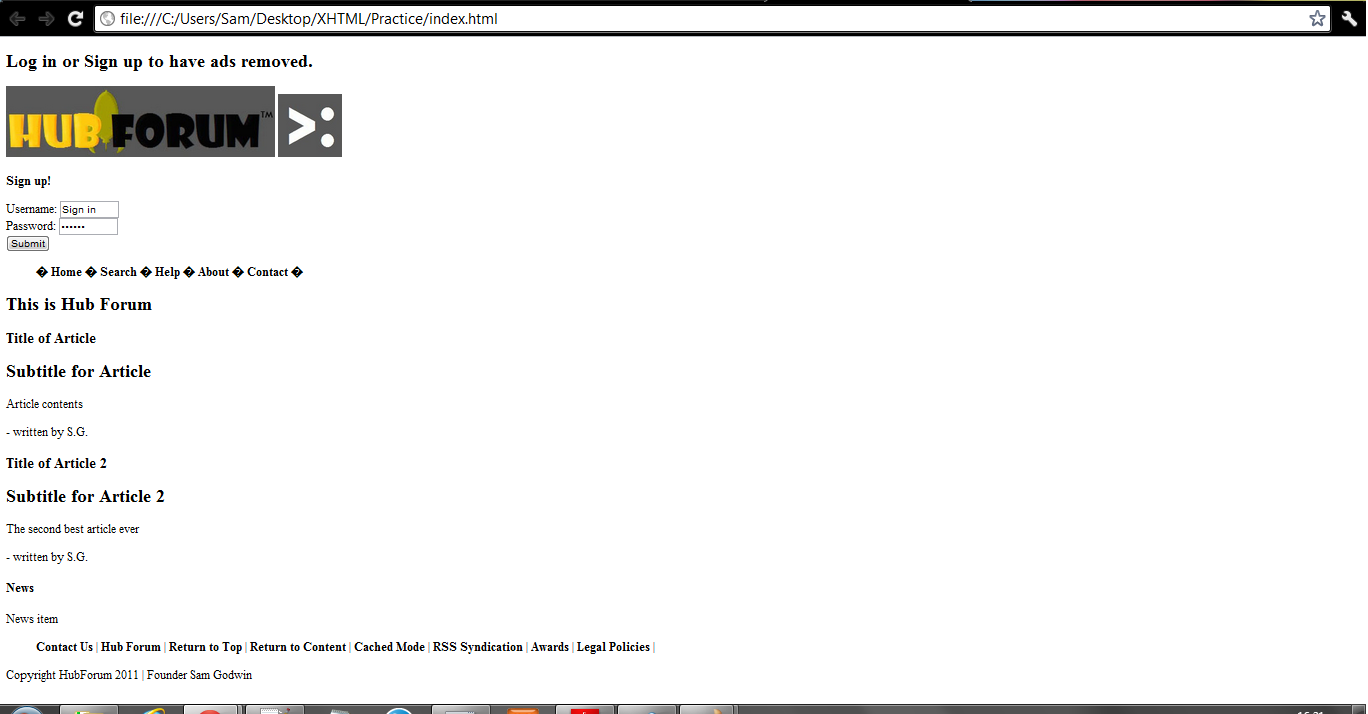 file:///C:/Users/Sam/Desktop/XHTML/Practice/index.html
Log in or Sign up to have ads removed.
HUB FORUM™ >:
Sign up!
Username: Sign in
Password: ••••••
Submit
� Home � Search � Help � About � Contact �
This is Hub Forum
Title of Article
Subtitle for Article
Article contents
- written by S.G.
Title of Article 2
Subtitle for Article 2
The second best article ever
- written by S.G.
News
News item
Contact Us | Hub Forum | Return to Top | Return to Content | Cached Mode | RSS Syndication | Awards | Legal Policies |
Copyright HubForum 2011 | Founder Sam Godwin